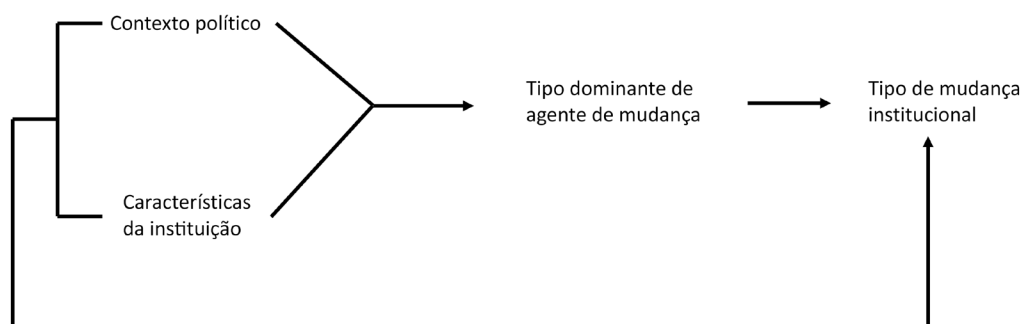 Contexto político
Tipo dominante de
agente de mudança
Tipo de mudança
institucional
Características
da instituição